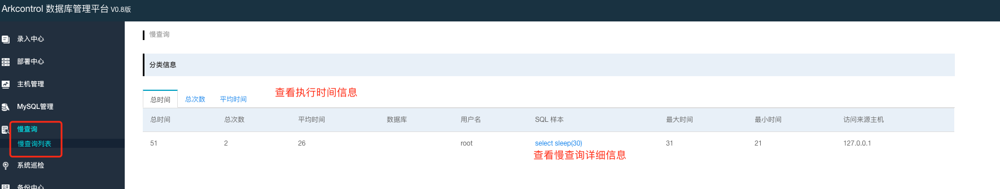 Arkcontrol 数据库管理平台 V0.8版
录入中心
部署中心
主机管理
MySQL管理
慢查询
慢查询列表
系统巡检
备份中心
慢查询
分类信息
总时间 总次数 平均时间 查看执行时间信息
总时间 总次数 平均时间 数据库 用户名 SQL 样本 最大时间 最小时间 访问来源主机
51 2 26 root select sleep(30) 31 21 127.0.0.1
查看慢查询详细信息